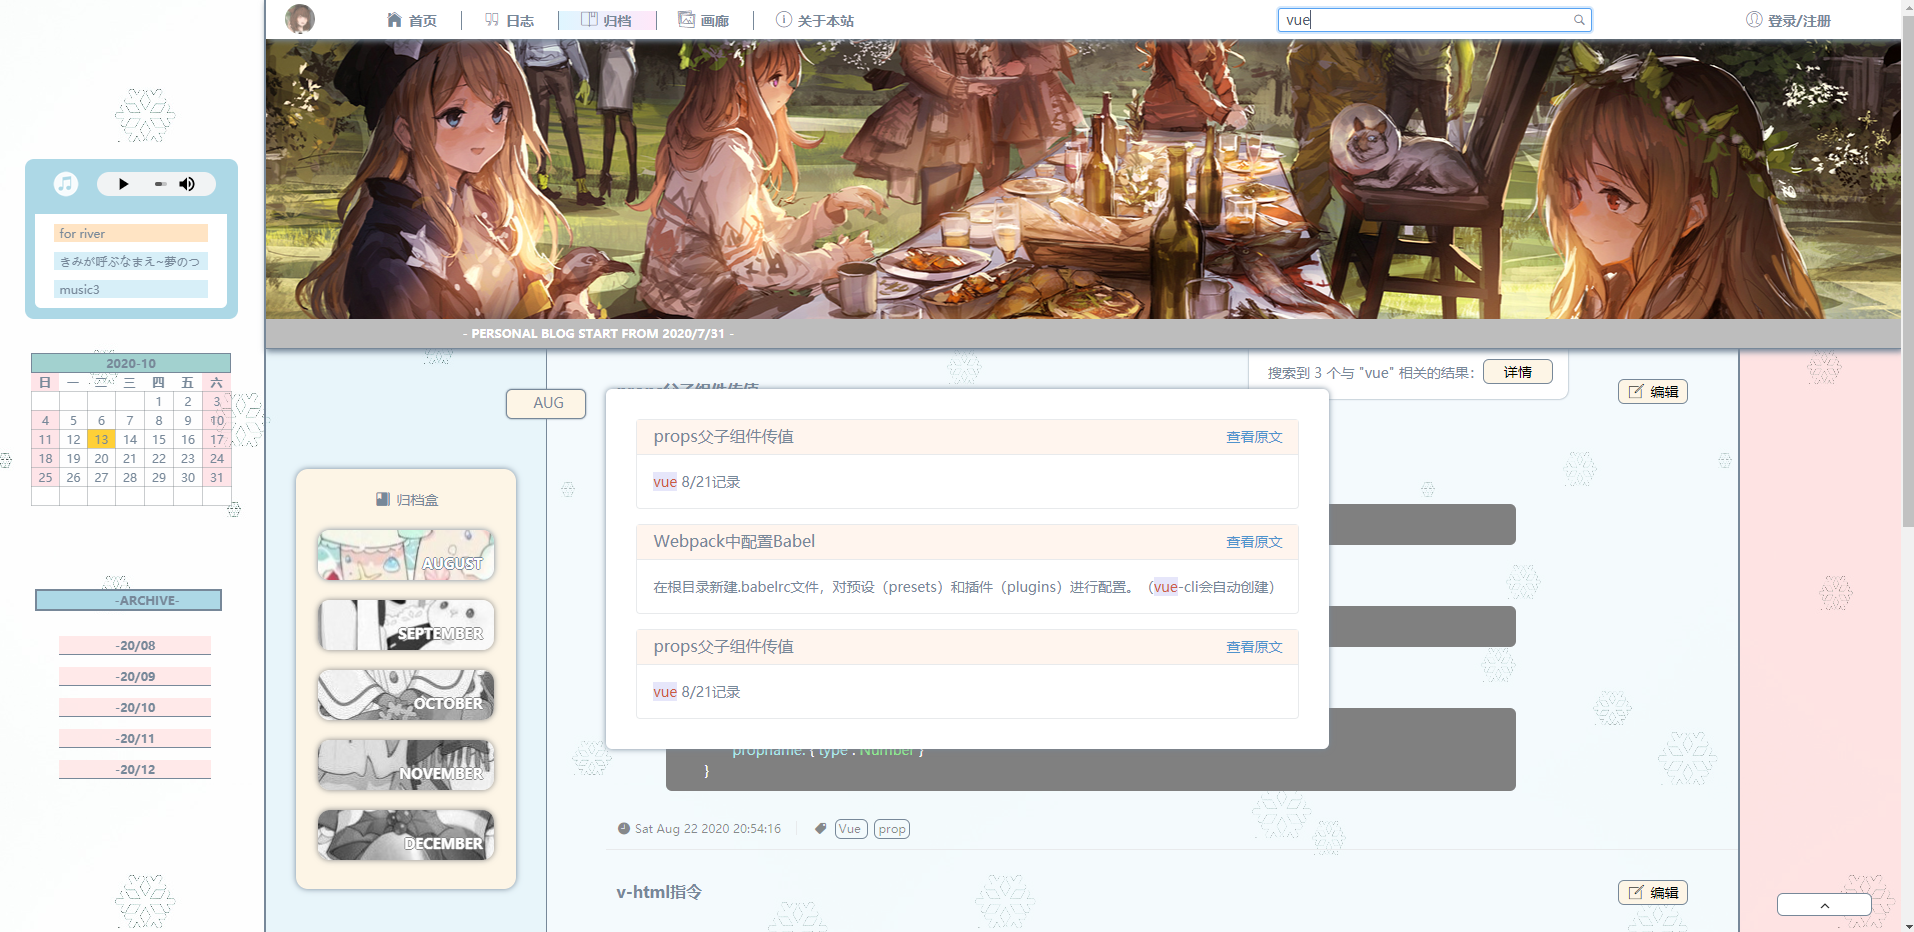 首页
日志
归档
画廊
关于本站
vue
登录/注册
for river
きみが呼ぶなまえ~夢のつ
music3
- PERSONAL BLOG START FROM 2020/7/31 -
2020-10
日 一 二 三 四 五 六
1 2 3
4 5 6 7 8 9 10
11 12 13 14 15 16 17
18 19 20 21 22 23 24
25 26 27 28 29 30 31
-ARCHIVE-
-20/08
-20/09
-20/10
-20/11
-20/12
AUG
归档盒
AUGUST
SEPTEMBER
OCTOBER
NOVEMBER
DECEMBER
搜索到 3 个与 "vue" 相关的结果：
详情
编辑
props父子组件传值
props父子组件传值
查看原文
vue 8/21记录
Webpack中配置Babel
查看原文
在根目录新建.babelrc文件，对预设（presets）和插件（plugins）进行配置。（vue-cli会自动创建）
props父子组件传值
查看原文
vue 8/21记录
propname: { type : Number }
}
Sat Aug 22 2020 20:54:16
Vue
prop
v-html指令
编辑